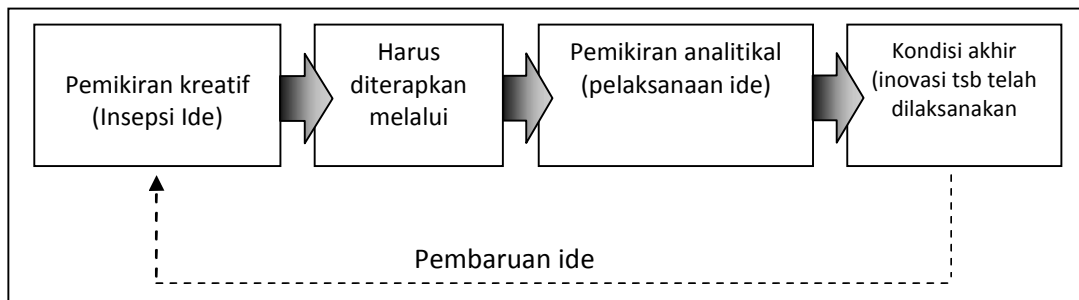 Pemikiran kreatif
(Insepsi Ide)
Harus
diterapkan
melalui
Pemikiran analitikal
(pelaksanaan ide)
Kondisi akhir
(inovasi tsb telah
dilaksanakan
Pembaruan ide